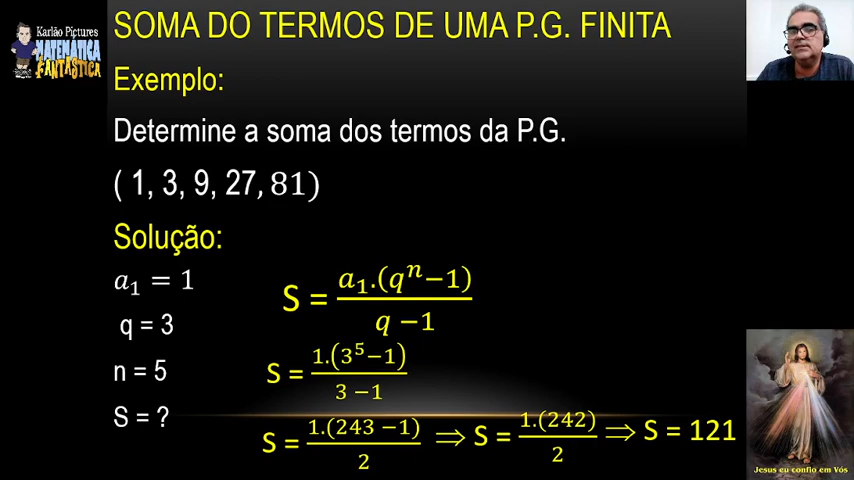 Karlão Pictures
MATEMÁTICA
FANTÁSTICA
SOMA DO TERMOS DE UMA P.G. FINITA
Exemplo:
Determine a soma dos termos da P.G.
( 1, 3, 9, 27, 81)
Solução:
a₁ = 1
q = 3
n = 5
S = ?
S = a₁.(qⁿ−1) / q −1
S = 1.(3⁵−1) / 3 −1
S = 1.(243 −1) / 2 ⇒ S = 1.(242) / 2 ⇒ S = 121
Jesus eu confio em Vós